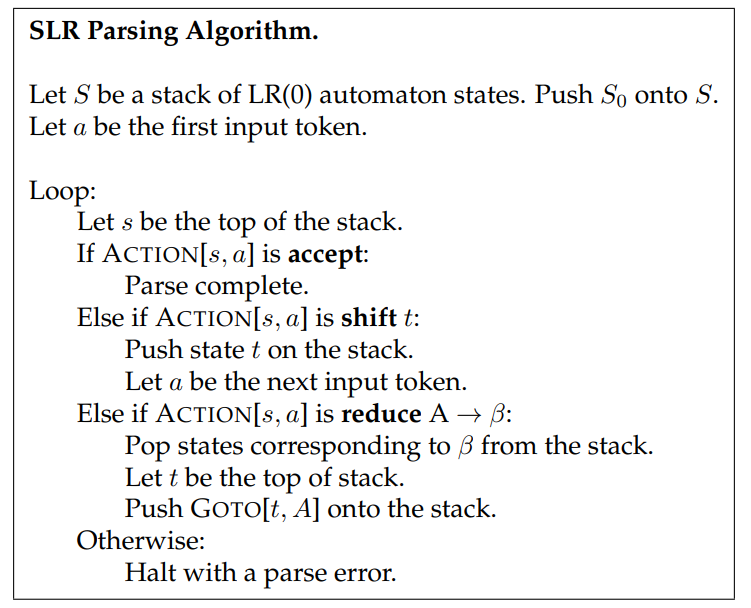 SLR Parsing Algorithm.
Let S be a stack of LR(0) automaton states. Push S₀ onto S.
Let a be the first input token.
Loop:
Let s be the top of the stack.
If ACTION[s, a] is accept:
Parse complete.
Else if ACTION[s, a] is shift t:
Push state t on the stack.
Let a be the next input token.
Else if ACTION[s, a] is reduce A → β:
Pop states corresponding to β from the stack.
Let t be the top of stack.
Push GOTO[t, A] onto the stack.
Otherwise:
Halt with a parse error.